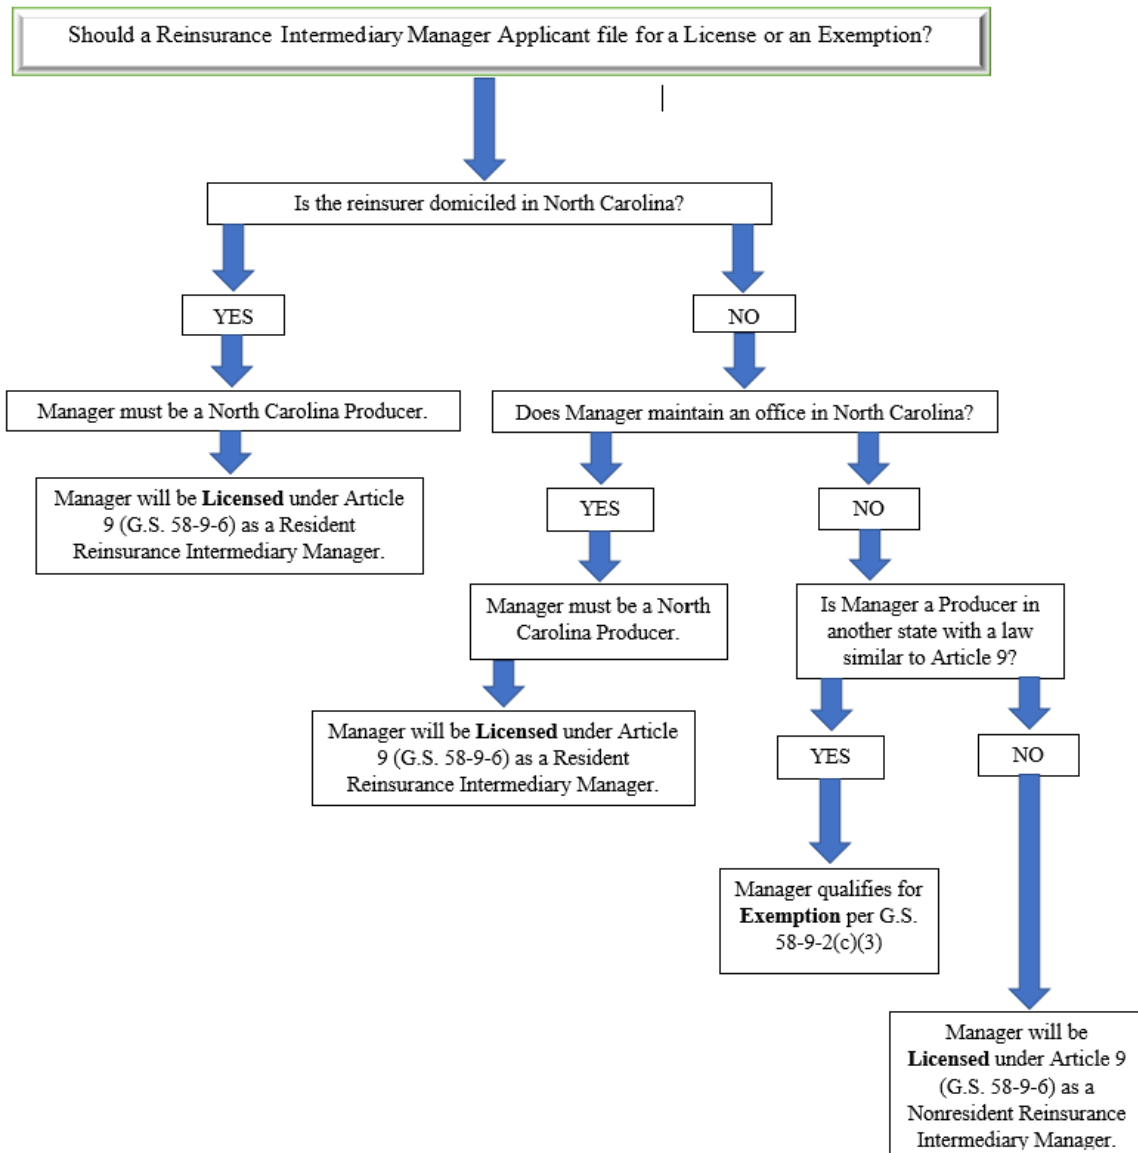 Should a Reinsurance Intermediary Manager Applicant file for a License or an Exemption?
Is the reinsurer domiciled in North Carolina?
YES
NO
Manager must be a North Carolina Producer.
Does Manager maintain an office in North Carolina?
Manager will be Licensed under Article
9 (G.S. 58-9-6) as a Resident
Reinsurance Intermediary Manager.
YES
NO
Manager must be a North
Carolina Producer.
Is Manager a Producer in
another state with a law
similar to Article 9?
Manager will be Licensed under Article
9 (G.S. 58-9-6) as a Resident
Reinsurance Intermediary Manager.
YES
NO
Manager qualifies for
Exemption per G.S.
58-9-2(c)(3)
Manager will be
Licensed under Article 9
(G.S. 58-9-6) as a
Nonresident Reinsurance
Intermediary Manager.